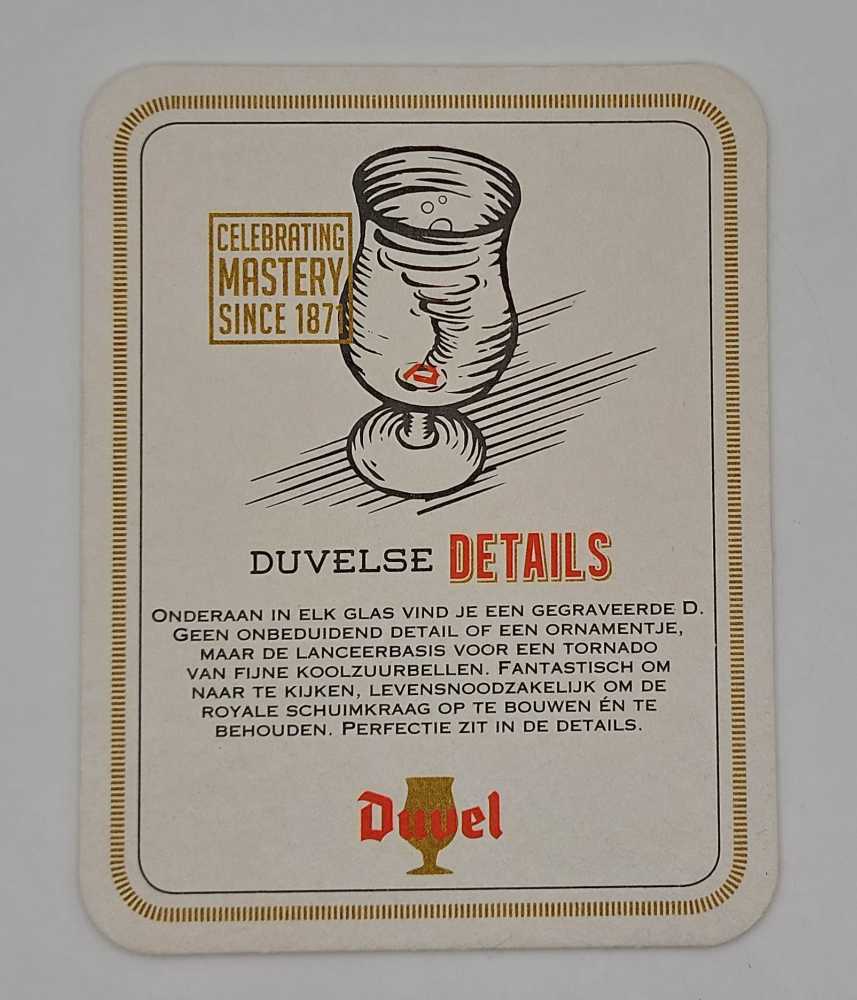 CELEBRATING
MASTERY
SINCE 1871
D
DUVELSE DETAILS
ONDERAAN IN ELK GLAS VIND JE EEN GEGRAVEERDE D.
GEEN ONBEDUIDEND DETAIL OF EEN ORNAMENTJE,
MAAR DE LANCEERBASIS VOOR EEN TORNADO
VAN FIJNE KOOLZUURBELLEN. FANTASTISCH OM
NAAR TE KIJKEN, LEVENSNOODZAKELIJK OM DE
ROYALE SCHUIMKRAAG OP TE BOUWEN ÉN TE
BEHOUDEN. PERFECTIE ZIT IN DE DETAILS.
Duvel